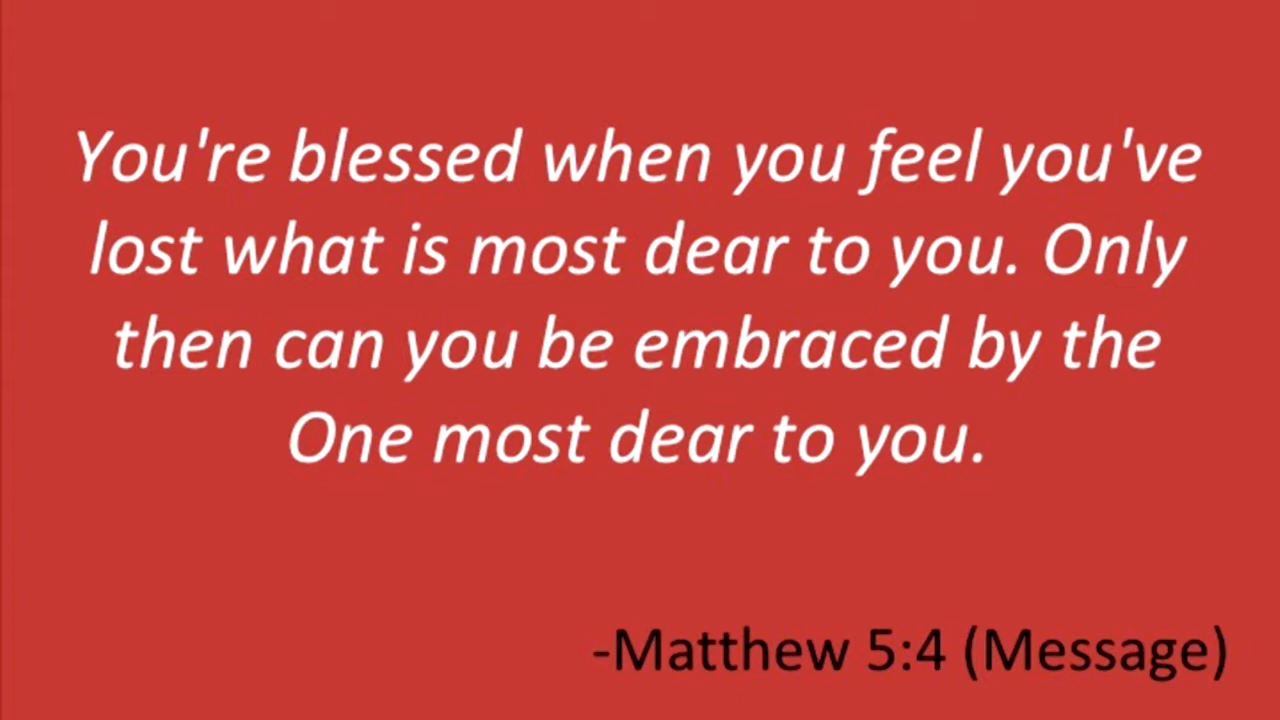 You're blessed when you feel you've
lost what is most dear to you. Only
then can you be embraced by the
One most dear to you.
-Matthew 5:4 (Message)